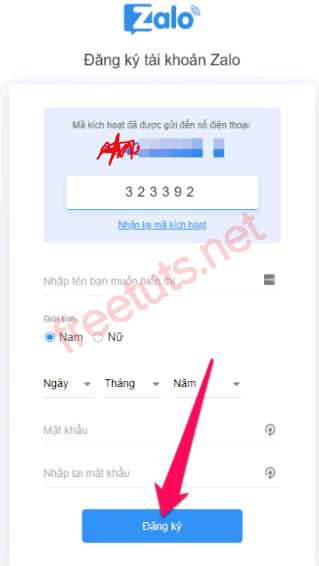 Zalo
Đăng ký tài khoản Zalo
Mã kích hoạt đã được gửi đến số điện thoại:
323392
Nhận lại mã kích hoạt
Nhập tên bạn muốn hiển thị
freetuts.net
Giới tính
Nam Nữ
Ngày Tháng Năm
Mật khẩu
Nhập lại mật khẩu
Đăng ký